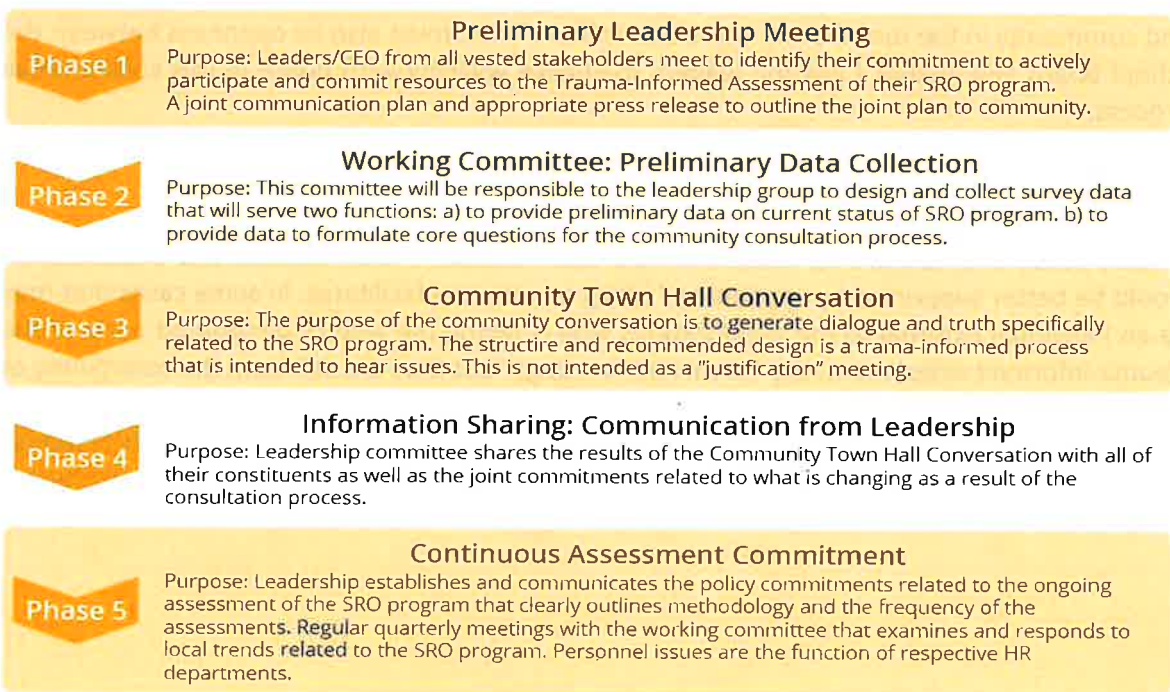 Preliminary Leadership Meeting
Phase 1
Purpose: Leaders/CEO from all vested stakeholders meet to identify their commitment to actively
participate and commit resources to the Trauma-Informed Assessment of their SRO program.
A joint communication plan and appropriate press release to outline the joint plan to community.
Working Committee: Preliminary Data Collection
Phase 2
Purpose: This committee will be responsible to the leadership group to design and collect survey data
that will serve two functions: a) to provide preliminary data on current status of SRO program. b) to
provide data to formulate core questions for the community consultation process.
Community Town Hall Conversation
Phase 3
Purpose: The purpose of the community conversation is to generate dialogue and truth specifically
related to the SRO program. The structire and recommended design is a trama-informed process
that is intended to hear issues. This is not intended as a "justification" meeting.
Information Sharing: Communication from Leadership
Phase 4
Purpose: Leadership committee shares the results of the Community Town Hall Conversation with all of
their constituents as well as the joint commitments related to what is changing as a result of the
consultation process.
Continuous Assessment Commitment
Phase 5
Purpose: Leadership establishes and communicates the policy commitments related to the ongoing
assessment of the SRO program that clearly outlines methodology and the frequency of the
assessments. Regular quarterly meetings with the working committee that examines and responds to
local trends related to the SRO program. Personnel issues are the function of respective HR
departments.